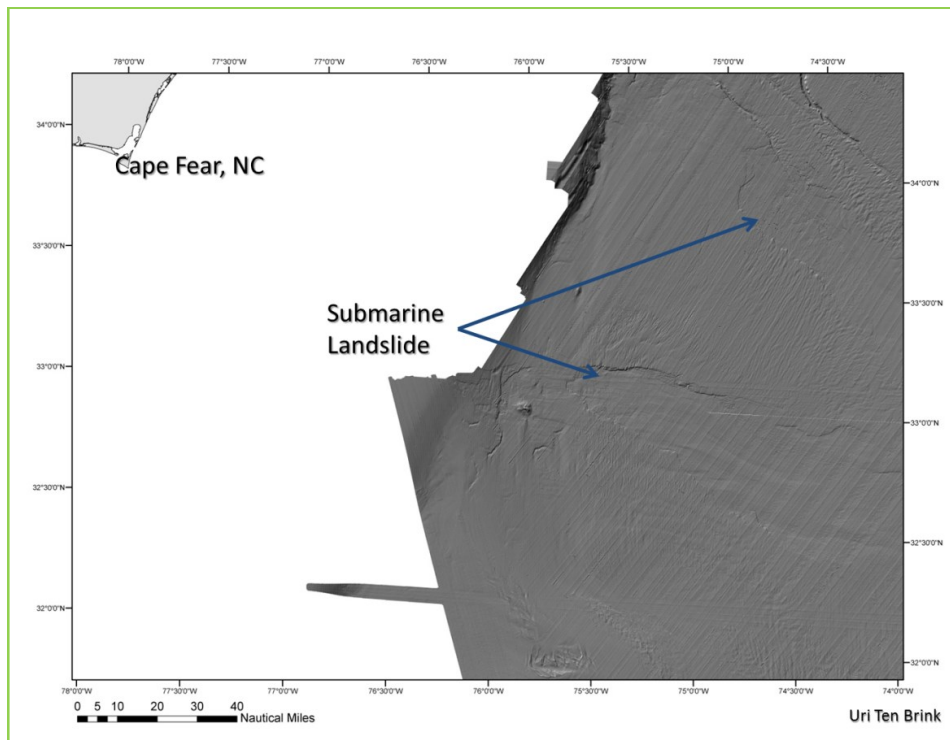 78°0'0"W 77°30'0"W 77°0'0"W 76°30'0"W 76°0'0"W 75°30'0"W 75°0'0"W 74°30'0"W
34°0'0"N
Cape Fear, NC
34°0'0"N
33°30'0"N
33°30'0"N
Submarine
Landslide
33°0'0"N
33°0'0"N
32°30'0"N
32°30'0"N
32°0'0"N
32°0'0"N
78°0'0"W 77°30'0"W 77°0'0"W 76°30'0"W 76°0'0"W 75°30'0"W 75°0'0"W 74°30'0"W 74°0'0"W
0 5 10 20 30 40
Nautical Miles
Uri Ten Brink